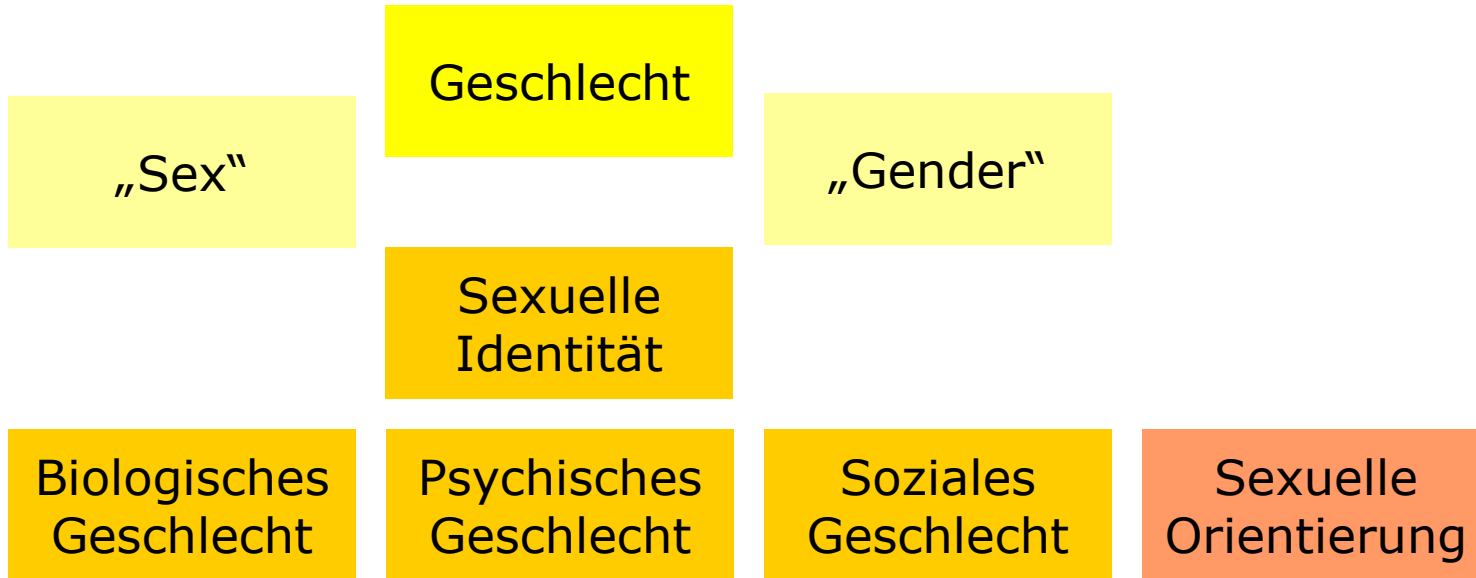 Geschlecht
„Sex“
„Gender“
Sexuelle
Identität
Biologisches
Geschlecht
Psychisches
Geschlecht
Soziales
Geschlecht
Sexuelle
Orientierung